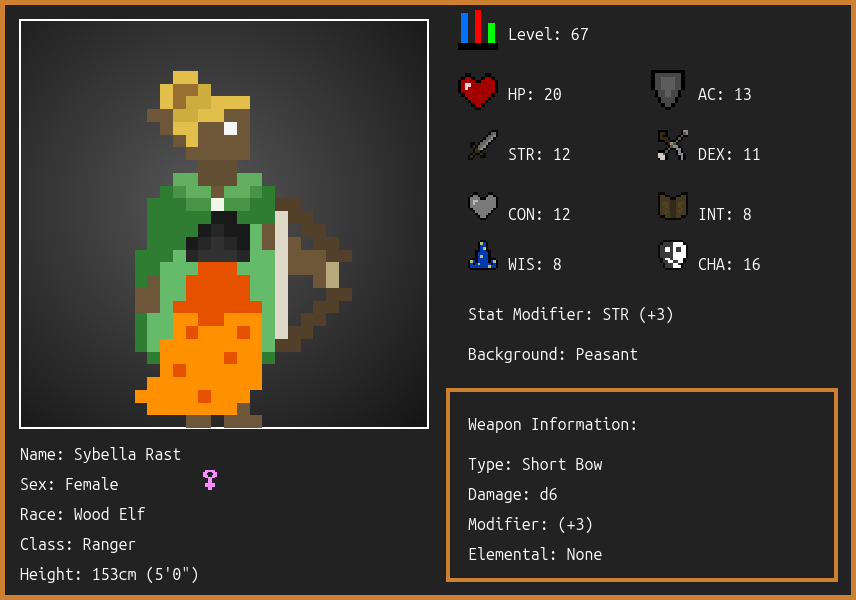 Level: 67
HP: 20
AC: 13
STR: 12
DEX: 11
CON: 12
INT: 8
WIS: 8
CHA: 16
Stat Modifier: STR (+3)
Background: Peasant
Weapon Information:
Type: Short Bow
Damage: d6
Modifier: (+3)
Elemental: None
Name: Sybella Rast
Sex: Female
Race: Wood Elf
Class: Ranger
Height: 153cm (5'0")